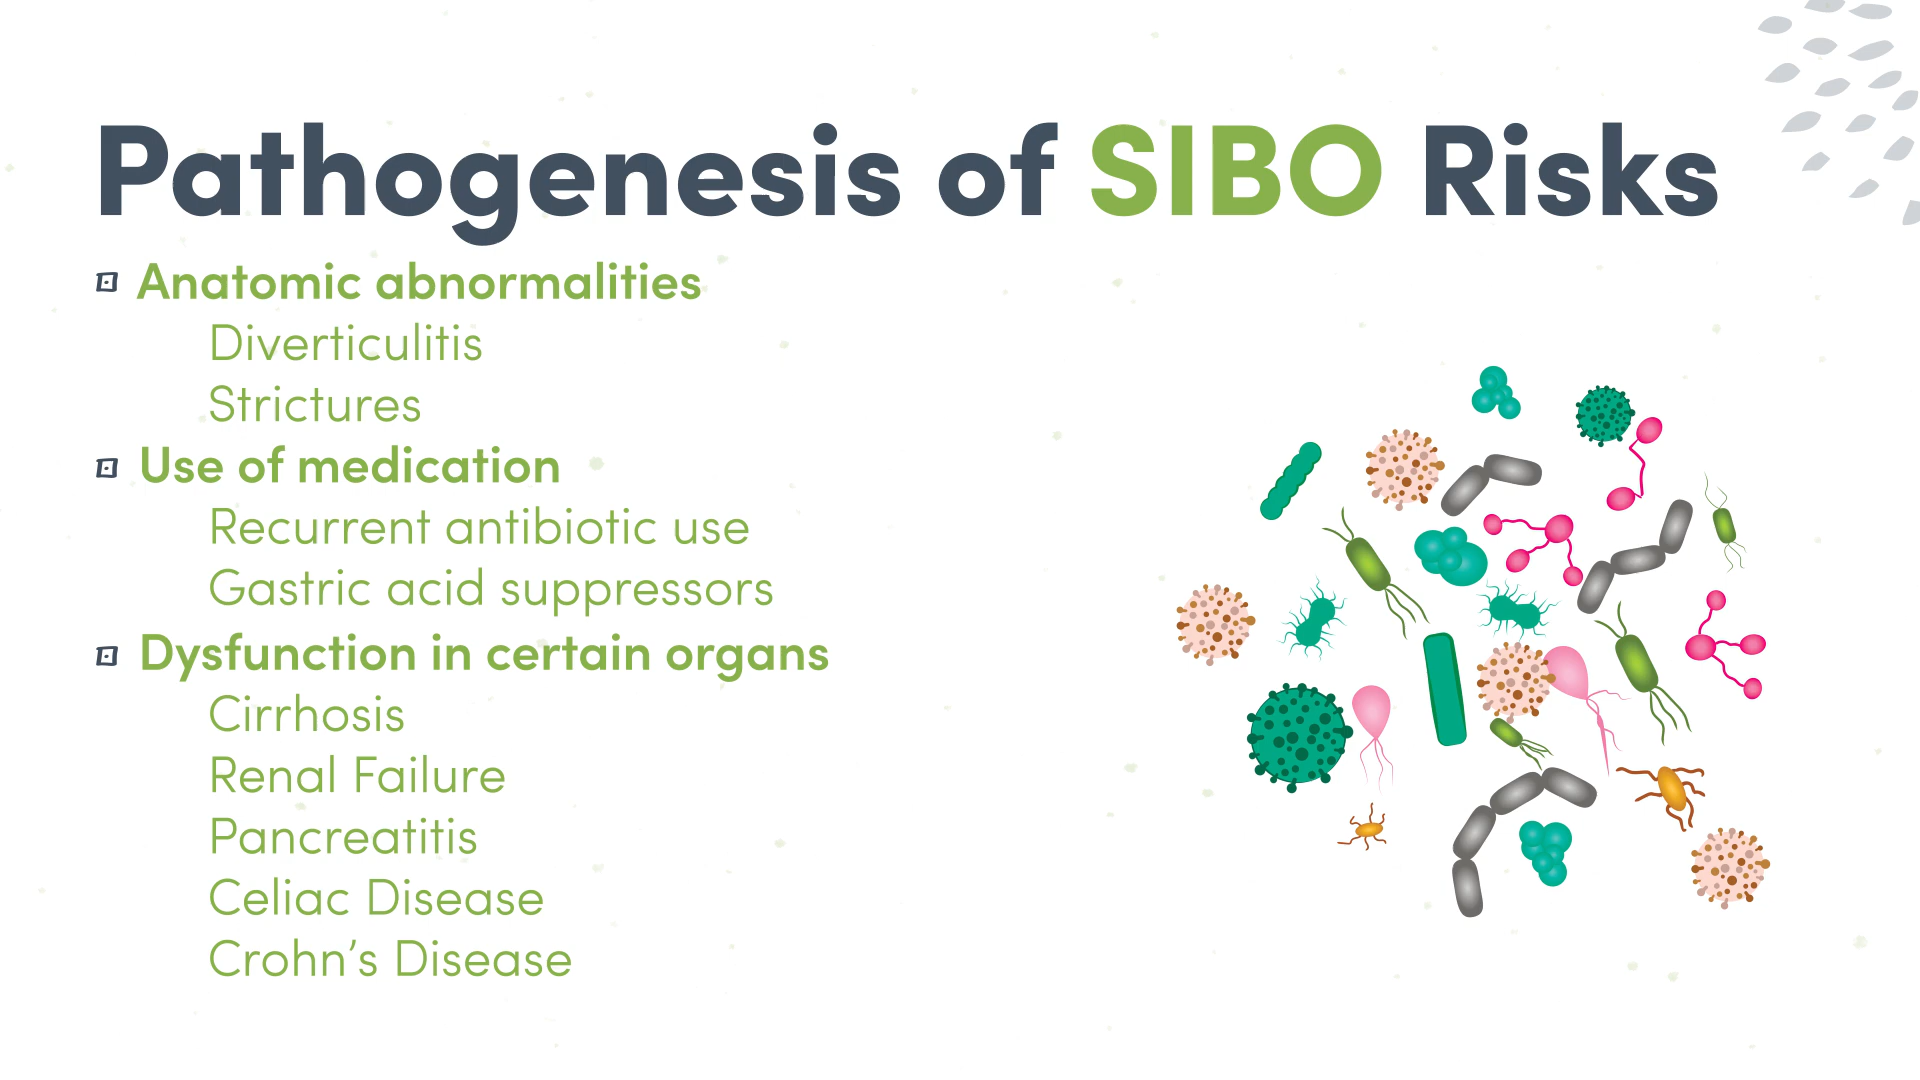 Pathogenesis of SIBO Risks
Anatomic abnormalities
Diverticulitis
Strictures
Use of medication
Recurrent antibiotic use
Gastric acid suppressors
Dysfunction in certain organs
Cirrhosis
Renal Failure
Pancreatitis
Celiac Disease
Crohn’s Disease